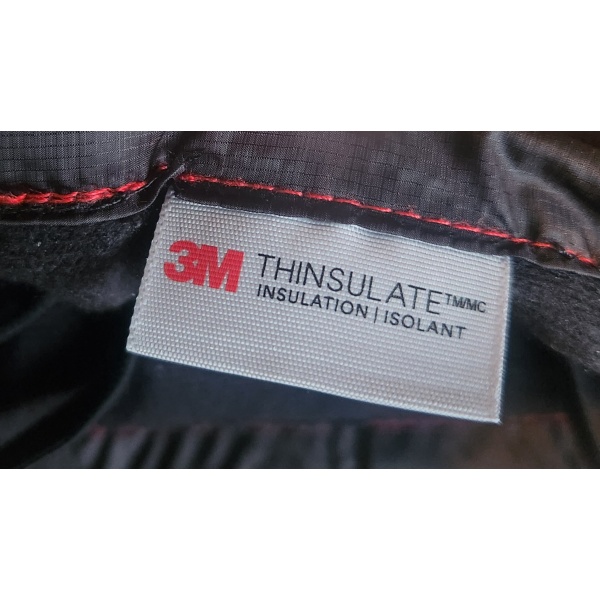 3M THINSULATE™/MC
INSULATION | ISOLANT